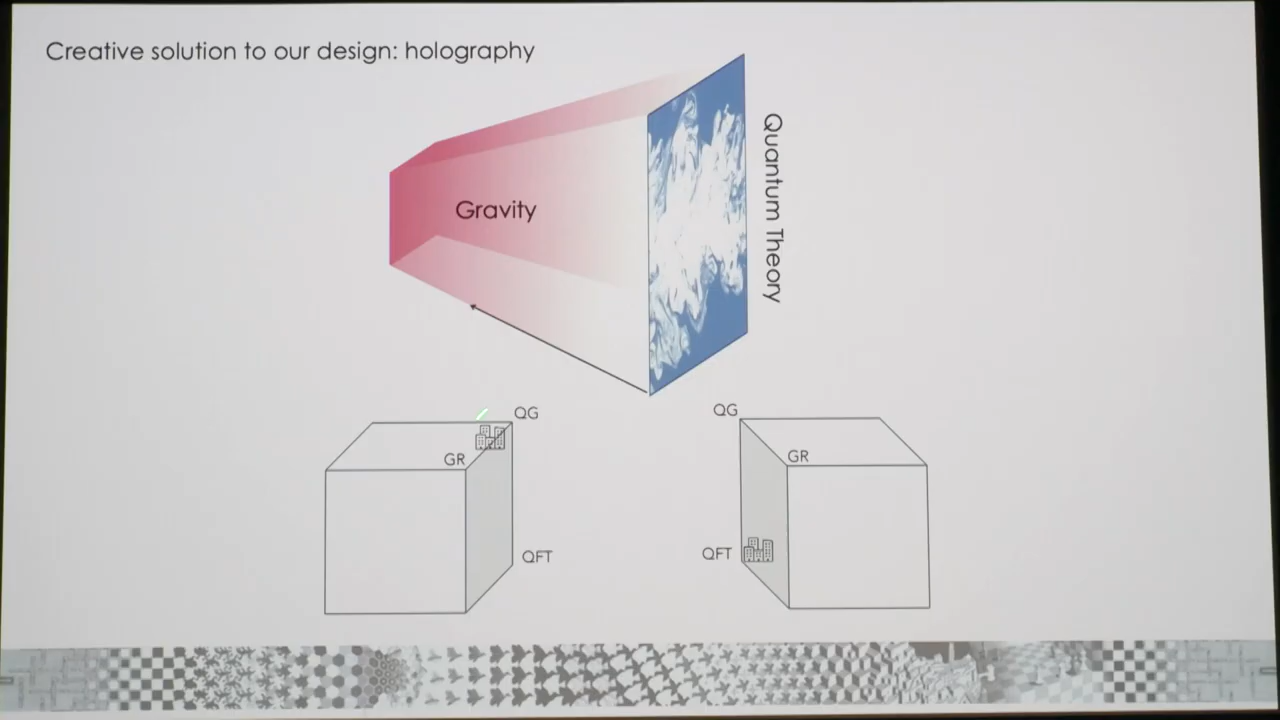 Creative solution to our design: holography
Gravity
Quantum Theory
QG
GR
QFT
QG
GR
QFT